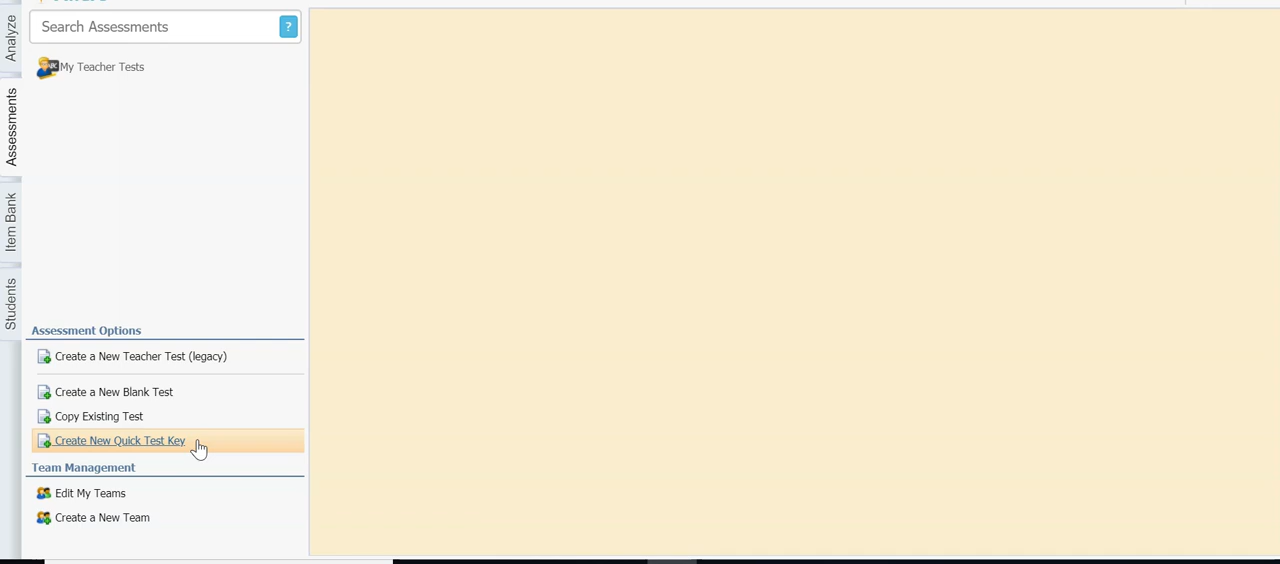 Analyze
Assessments
Item Bank
Students
Search Assessments
?
My Teacher Tests
Assessment Options
Create a New Teacher Test (legacy)
Create a New Blank Test
Copy Existing Test
Create New Quick Test Key
Team Management
Edit My Teams
Create a New Team